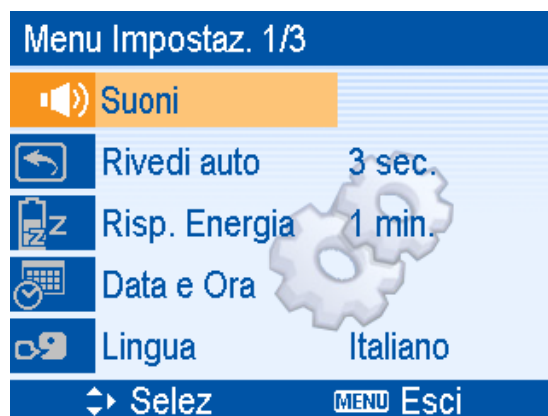 Menu Impostaz. 1/3
Suoni
Rivedi auto 3 sec.
Risp. Energia 1 min.
Data e Ora
Lingua Italiano
Selez MENU Esci